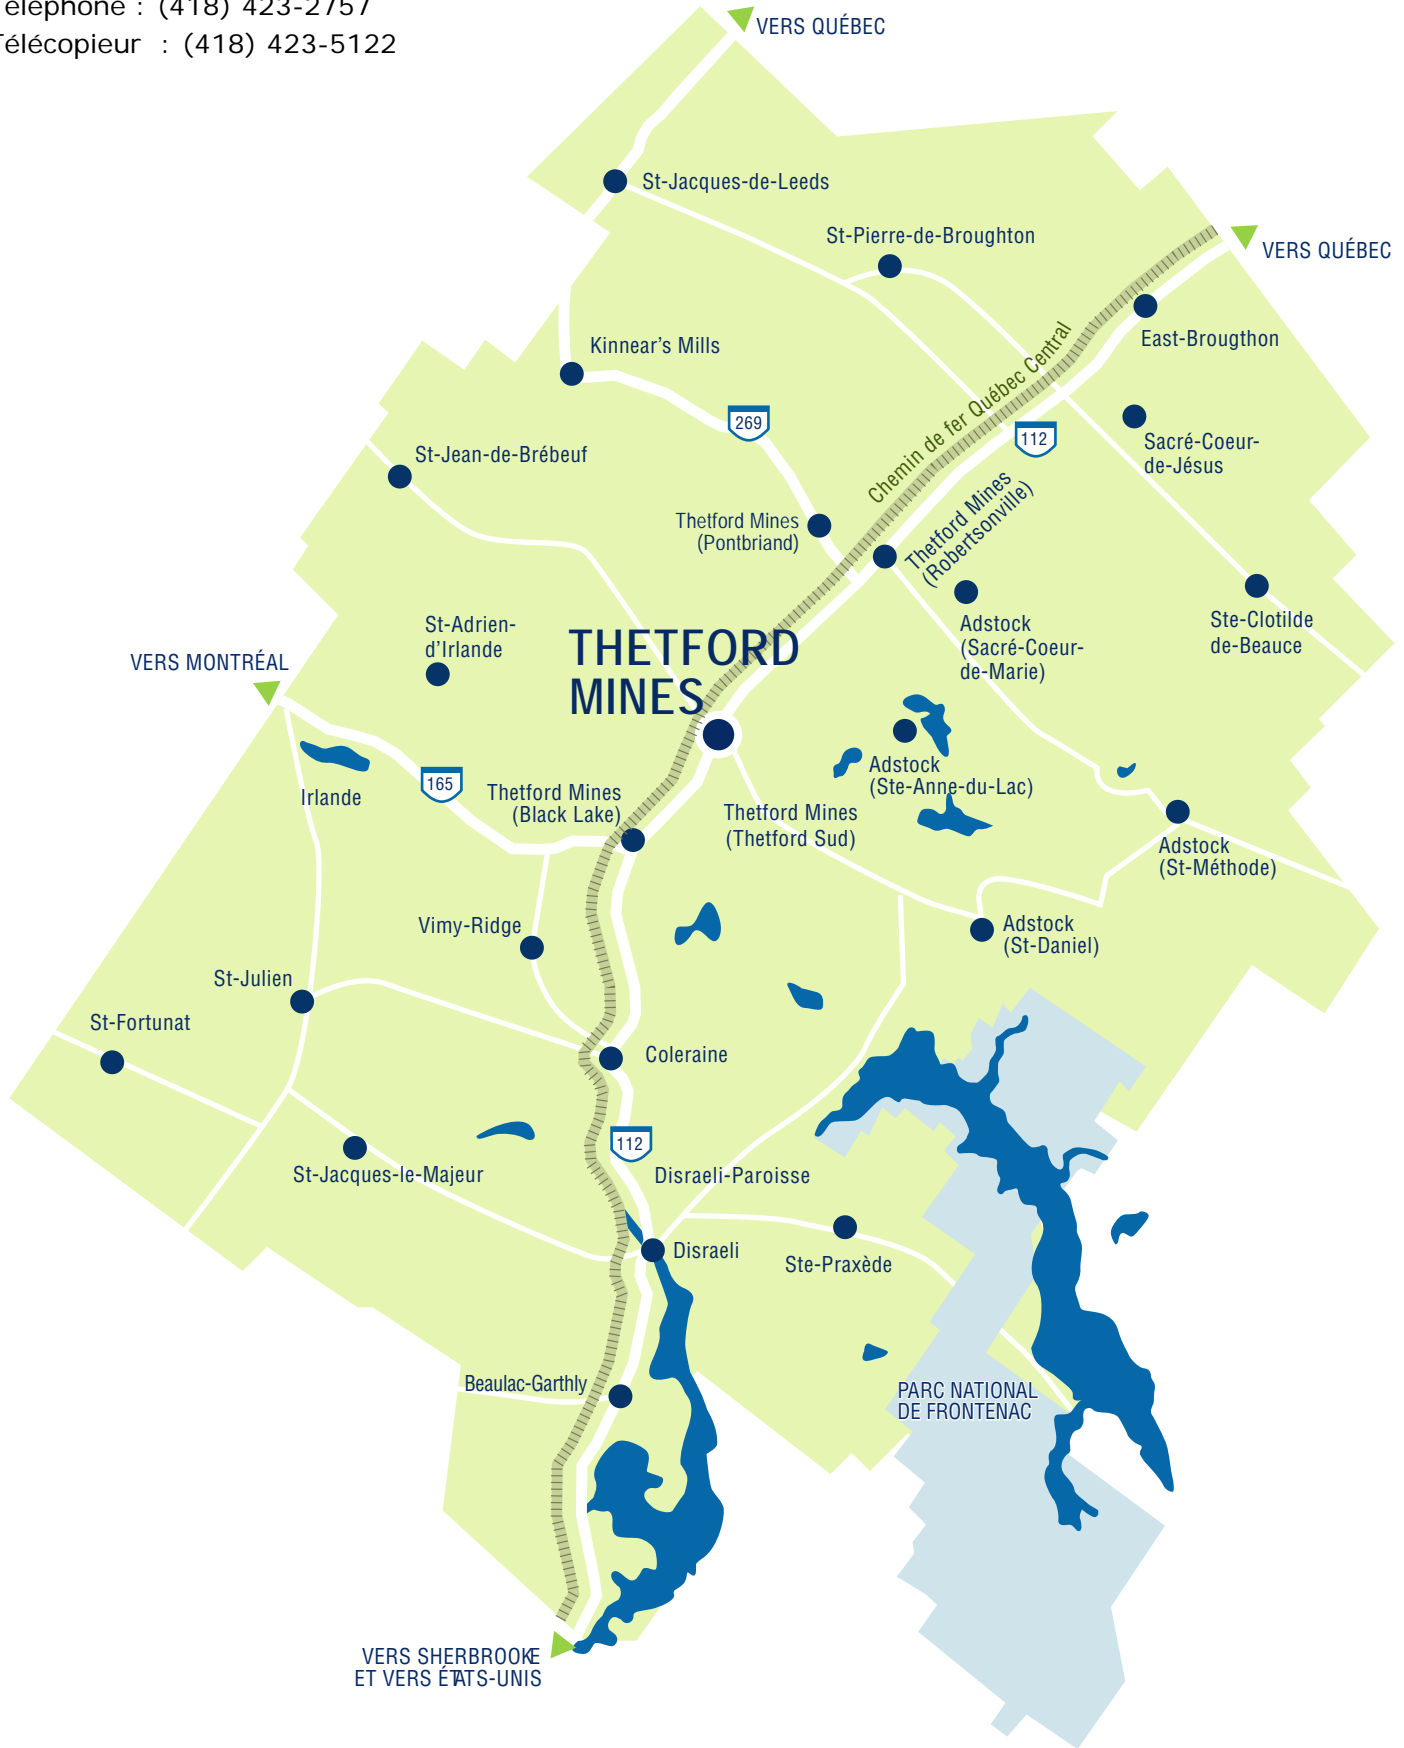 éléphone : (418) 423-2757
Télécopieur : (418) 423-5122
VERS QUÉBEC
St-Jacques-de-Leeds
St-Pierre-de-Broughton
VERS QUÉBEC
East-Brougthon
Kinnear's Mills
Chemin de fer Québec Central
269
112
Sacré-Coeur-
de-Jésus
St-Jean-de-Brébeuf
Thetford Mines
(Pontbriand)
Thetford Mines
(Robertsonville)
Adstock
(Sacré-Coeur-
de-Marie)
Ste-Clotilde
de-Beauce
St-Adrien-
d'Irlande
THETFORD
MINES
VERS MONTRÉAL
Irlande
165
Thetford Mines
(Black Lake)
Adstock
(Ste-Anne-du-Lac)
Thetford Mines
(Thetford Sud)
Adstock
(St-Méthode)
Vimy-Ridge
Adstock
(St-Daniel)
St-Julien
St-Fortunat
Coleraine
112
St-Jacques-le-Majeur
Disraeli-Paroisse
Disraeli
Ste-Praxède
Beaulac-Garthly
PARC NATIONAL
DE FRONTENAC
VERS SHERBROOKE
ET VERS ÉTATS-UNIS